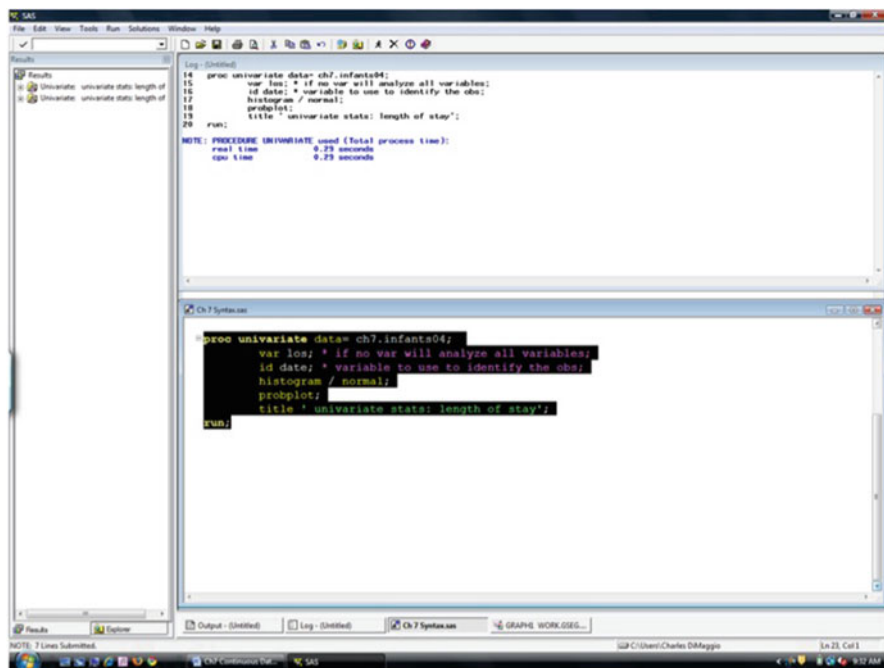 SAS
File Edit View Tools Run Solutions Window Help
Results
Results
Univariate: univariate stats: length of
Univariate: univariate stats: length of
Log - (Untitled)
14 proc univariate data= ch7.infants04;
15 var los; * if no var will analyze all variables;
16 id date; * variable to use to identify the obs;
17 histogram / normal;
18 probplot;
19 title ' univariate stats: length of stay';
20 run;
NOTE: PROCEDURE UNIVARIATE used (Total process time):
real time 0.29 seconds
cpu time 0.29 seconds
Ch 7 Syntax.sas
proc univariate data= ch7.infants04;
var los; * if no var will analyze all variables;
id date; * variable to use to identify the obs;
histogram / normal;
probplot;
title ' univariate stats: length of stay';
run;
Results Explorer
Output - (Untitled) Log - (Untitled) Ch 7 Syntax.sas GRAPH1 WORK.GSEG...
NOTE: 7 Lines Submitted. C:\Users\Charles DiMaggio Ln 23, Col 1
Ch7 Continuous Dat... SAS 9:32 AM